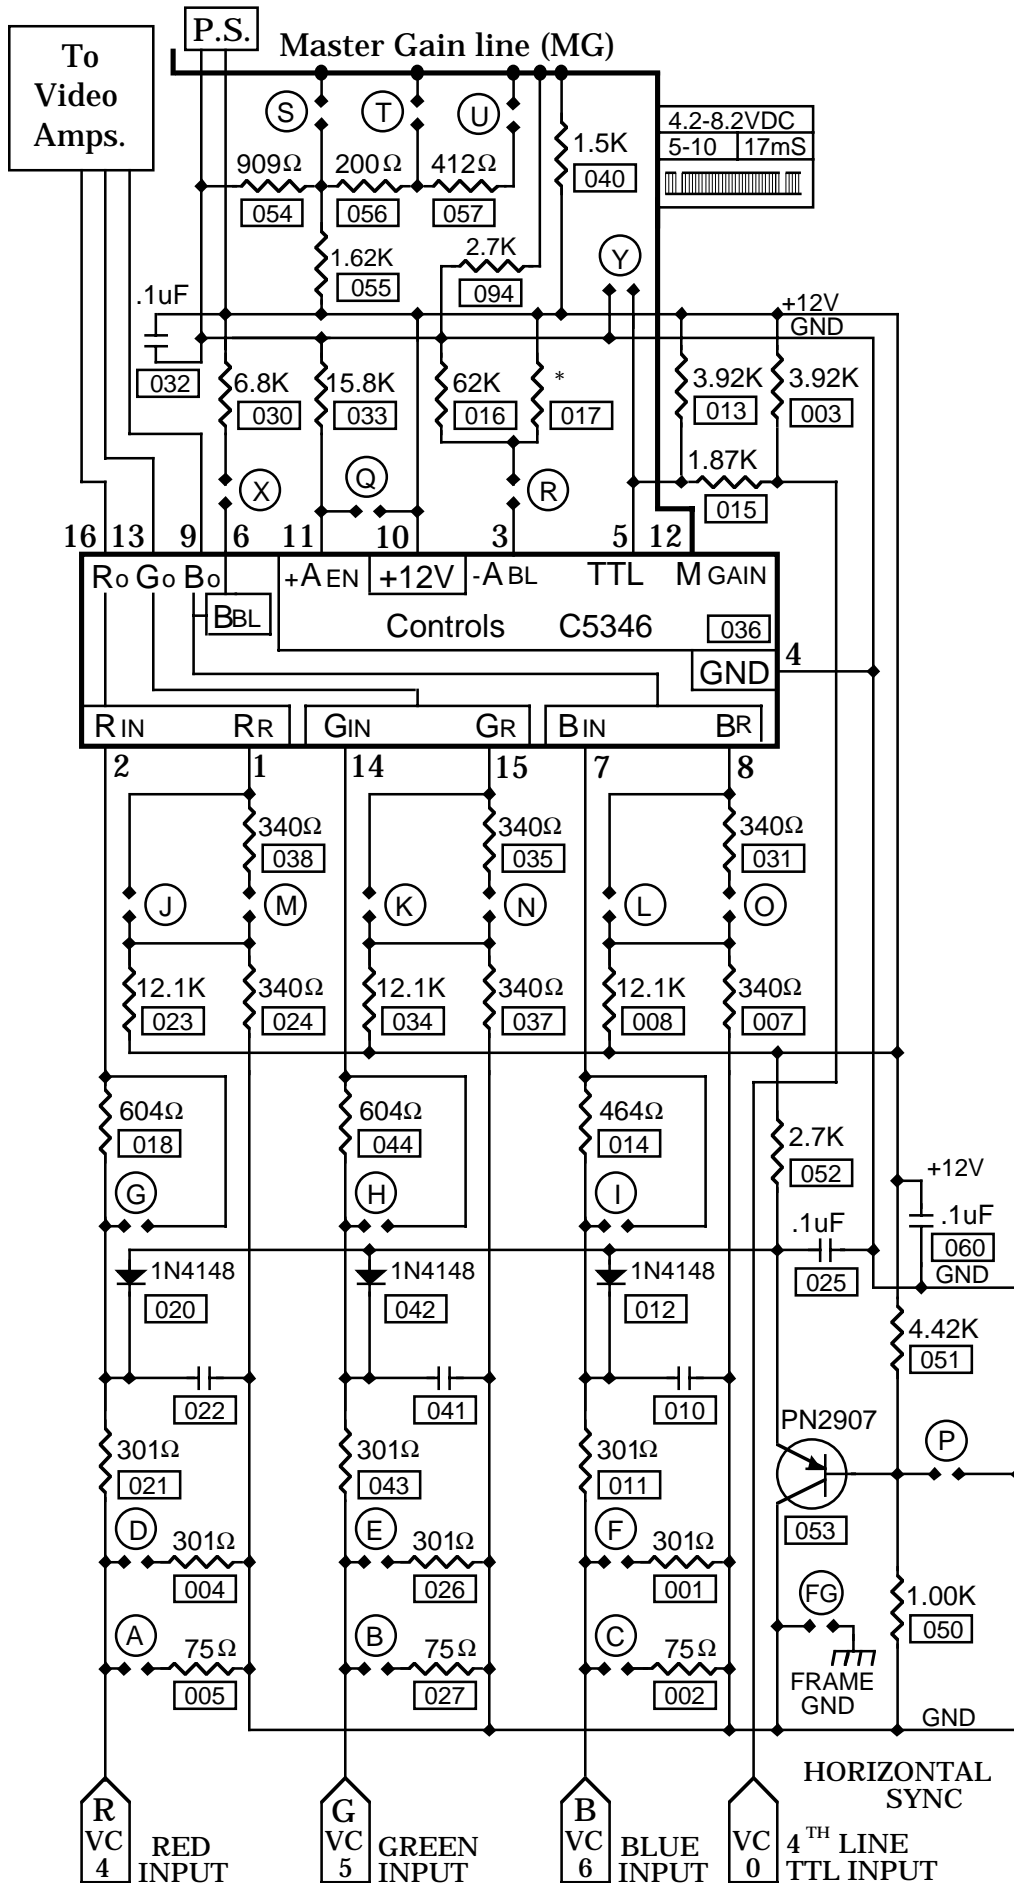 P.S.
To
Video
Amps.
Master Gain line (MG)
S T U
4.2-8.2VDC
5-10 17mS
909Ω 200Ω 412Ω 1.5K
054 056 057 040
1.62K 2.7K Y
055 094
.1uF
+12V
GND
032
6.8K 15.8K 62K * 3.92K 3.92K
030 033 016 017 013 003
1.87K
X Q R
015
16 13 9 6 11 10 3 5 12
Ro Go Bo +A EN +12V -A BL TTL M GAIN
BBL
Controls C5346 036
GND 4
R IN RR GIN GR B IN BR
2 1 14 15 7 8
340Ω 340Ω 340Ω
038 035 031
J M K N L O
12.1K 340Ω 12.1K 340Ω 12.1K 340Ω
023 024 034 037 008 007
604Ω 604Ω 464Ω
018 044 014
2.7K
052
+12V
G H I
.1uF .1uF
025 060
GND
1N4148 1N4148 1N4148
020 042 012
4.42K
051
022 041 010
PN2907
P
301Ω 301Ω 301Ω
021 043 011
053
D E F
301Ω 301Ω 301Ω
004 026 001
FG
1.00K
050
A B C
75Ω 75Ω 75Ω
005 027 002
FRAME
GND
GND
HORIZONTAL
SYNC
R
VC
4
RED
INPUT
G
VC
5
GREEN
INPUT
B
VC
6
BLUE
INPUT
VC
0
4 TH LINE
TTL INPUT